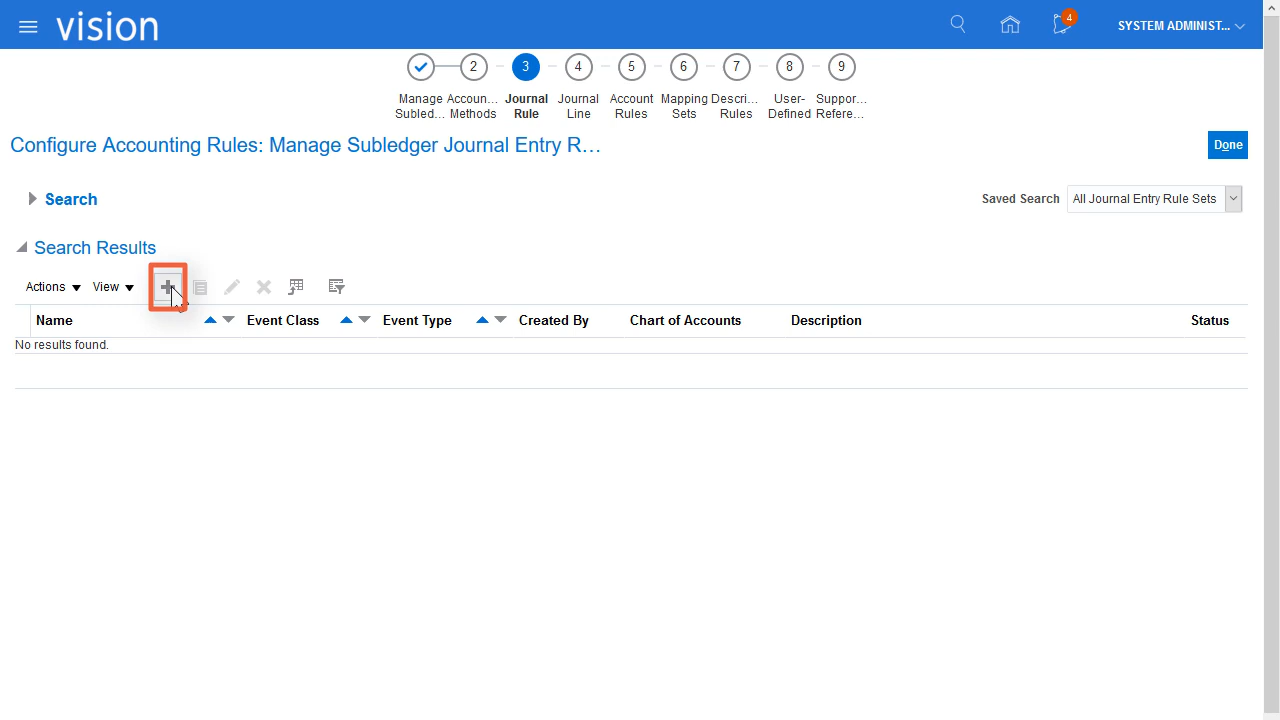 vision
4
SYSTEM ADMINIST...
2 3 4 5 6 7 8 9
Manage Accoun... Journal Journal Account Mapping Descri... User- Suppor...
Subled... Methods Rule Line Rules Sets Rules Defined Refere...
Configure Accounting Rules: Manage Subledger Journal Entry R...
Done
Search
Saved Search All Journal Entry Rule Sets
Search Results
Actions View
Name Event Class Event Type Created By Chart of Accounts Description Status
No results found.